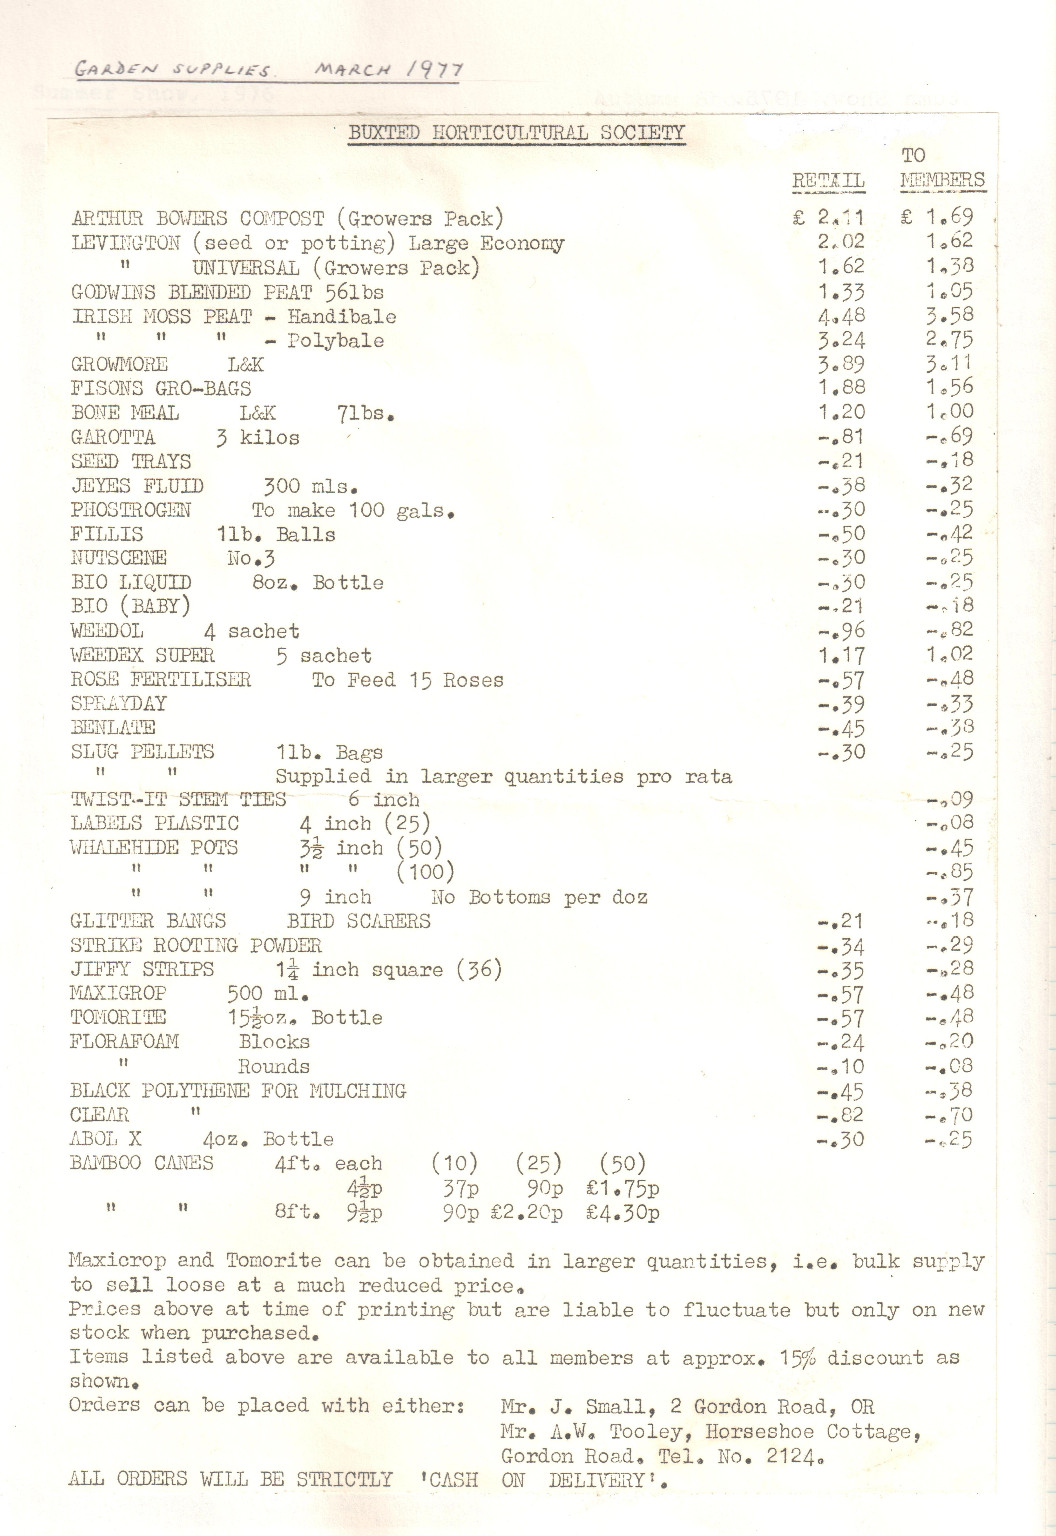 GARDEN SUPPLIES. MARCH 1977
BUXTED HORTICULTURAL SOCIETY
TO
RETAIL MEMBERS
ARTHUR BOWERS COMPOST (Growers Pack) £ 2.11 £ 1.69
LEVINGTON (seed or potting) Large Economy 2.02 1.62
" UNIVERSAL (Growers Pack) 1.62 1.38
GODWINS BLENDED PEAT 56lbs 1.33 1.05
IRISH MOSS PEAT - Handibale 4.48 3.58
" " " - Polybale 3.24 2.75
GROWMORE L&K 3.89 3.11
FISONS GRO-BAGS 1.88 1.56
BONE MEAL L&K 7lbs. 1.20 1.00
GAROTTA 3 kilos -.81 -.69
SEED TRAYS -.21 -.18
JEYES FLUID 300 mls. -.38 -.32
PHOSTROGEN To make 100 gals. -.30 -.25
FILLIS 1lb. Balls -.50 -.42
NUTSCENE No.3 -.30 -.25
BIO LIQUID 8oz. Bottle -.30 -.25
BIO (BABY) -.21 -.18
WEEDOL 4 sachet -.96 -.82
WEEDEX SUPER 5 sachet 1.17 1.02
ROSE FERTILISER To Feed 15 Roses -.57 -.48
SPRAYDAY -.39 -.33
BENLATE -.45 -.38
SLUG PELLETS 1lb. Bags -.30 -.25
" " Supplied in larger quantities pro rata
TWIST-IT STEM TIES 6 inch -.09
LABELS PLASTIC 4 inch (25) -.08
WHALEHIDE POTS 3½ inch (50) -.45
" " " " (100) -.85
" " 9 inch No Bottoms per doz -.37
GLITTER BANGS BIRD SCARERS -.21 -.18
STRIKE ROOTING POWDER -.34 -.29
JIFFY STRIPS 1¼ inch square (36) -.35 -.28
MAXIGROP 500 ml. -.57 -.48
TOMORITE 15½oz. Bottle -.57 -.48
FLORAFOAM Blocks -.24 -.20
" Rounds -.10 -.08
BLACK POLYTHENE FOR MULCHING -.45 -.38
CLEAR " -.82 -.70
ABOL X 4oz. Bottle -.30 -.25
BAMBOO CANES 4ft. each (10) (25) (50)
4½p 37p 90p £1.75p
" " 8ft. 9½p 90p £2.20p £4.30p
Maxicrop and Tomorite can be obtained in larger quantities, i.e. bulk supply
to sell loose at a much reduced price.
Prices above at time of printing but are liable to fluctuate but only on new
stock when purchased.
Items listed above are available to all members at approx. 15% discount as
shown.
Orders can be placed with either: Mr. J. Small, 2 Gordon Road, OR
Mr. A.W. Tooley, Horseshoe Cottage,
Gordon Road. Tel. No. 2124.
ALL ORDERS WILL BE STRICTLY 'CASH ON DELIVERY'.